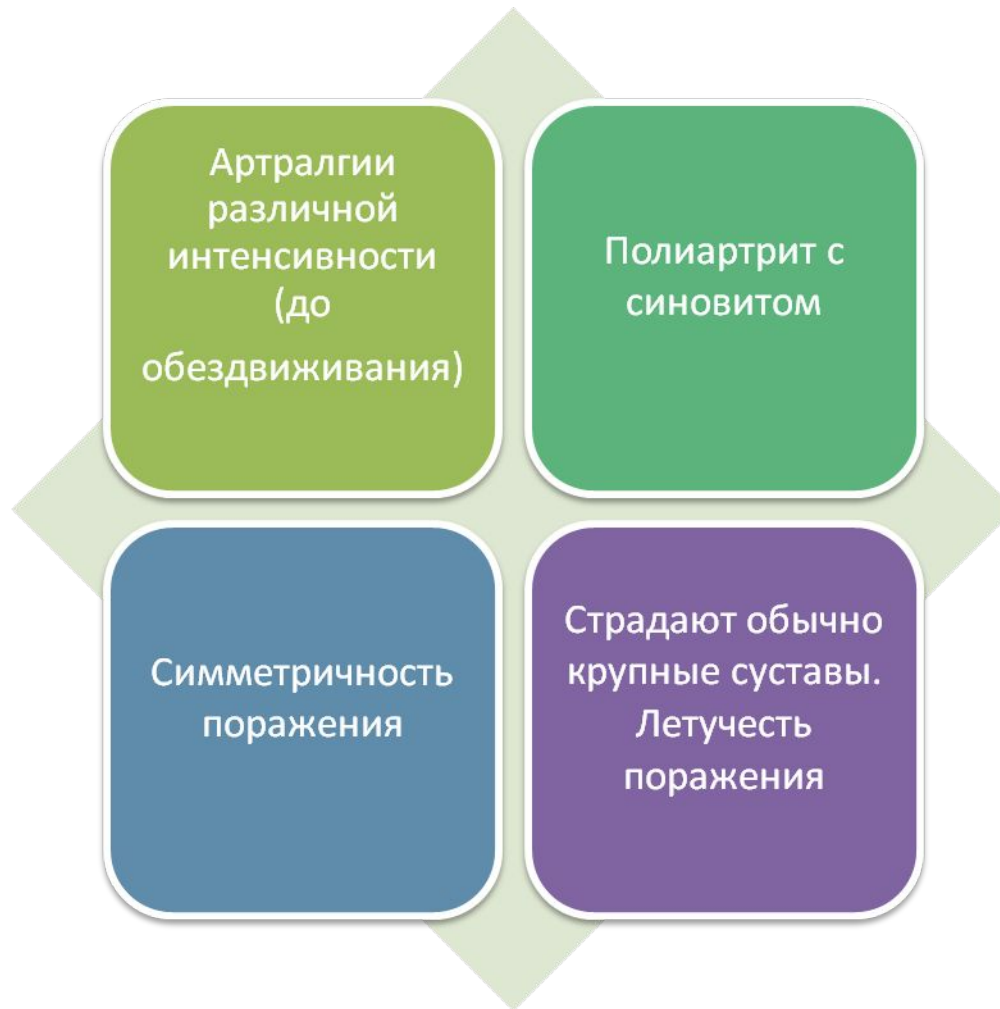 Артралгии
различной
интенсивности
(до
обездвиживания)
Полиартрит с
синовитом
Симметричность
поражения
Страдают обычно
крупные суставы.
Летучесть
поражения